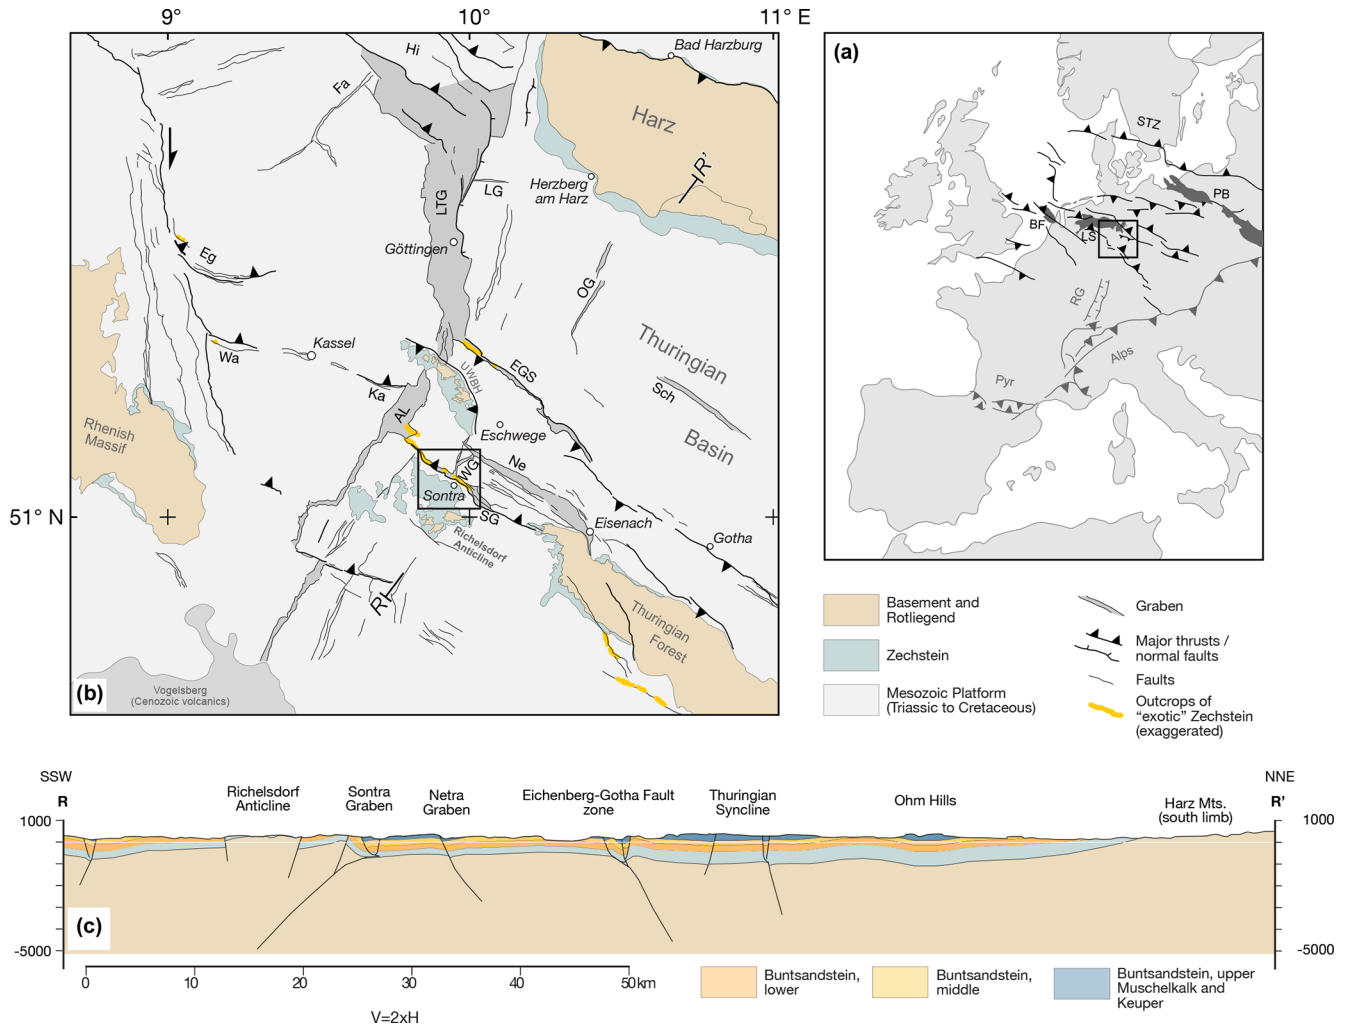 9°
10°
11° E
Hi
Bad Harzburg
Fa
Harz
R'
LTG
LG
Herzberg
am Harz
Göttingen
Eg
OG
Thuringian
Basin
Kassel
Wa
EGS
UWBH
Sch
Ka
AL
Rhenish
Massif
Eschwege
Ne
WG
Sontra
51° N
SG
Eisenach
Richelsdorf
Anticline
Gotha
R
Thuringian
Forest
Vogelsberg
(Cenozoic volcanics)
(b)
(a)
STZ
PB
BF
LS
RG
Alps
Pyr
Basement and
Rotliegend
Zechstein
Mesozoic Platform
(Triassic to Cretaceous)
Graben
Major thrusts /
normal faults
Faults
Outcrops of
“exotic” Zechstein
(exaggerated)
SSW
R
NNE
R'
Richelsdorf
Anticline
Sontra
Graben
Netra
Graben
Eichenberg-Gotha Fault
zone
Thuringian
Syncline
Ohm Hills
Harz Mts.
(south limb)
1000
1000
(c)
-5000
-5000
0
10
20
30
40
50km
V=2xH
Buntsandstein,
lower
Buntsandstein,
middle
Buntsandstein, upper
Muschelkalk and
Keuper